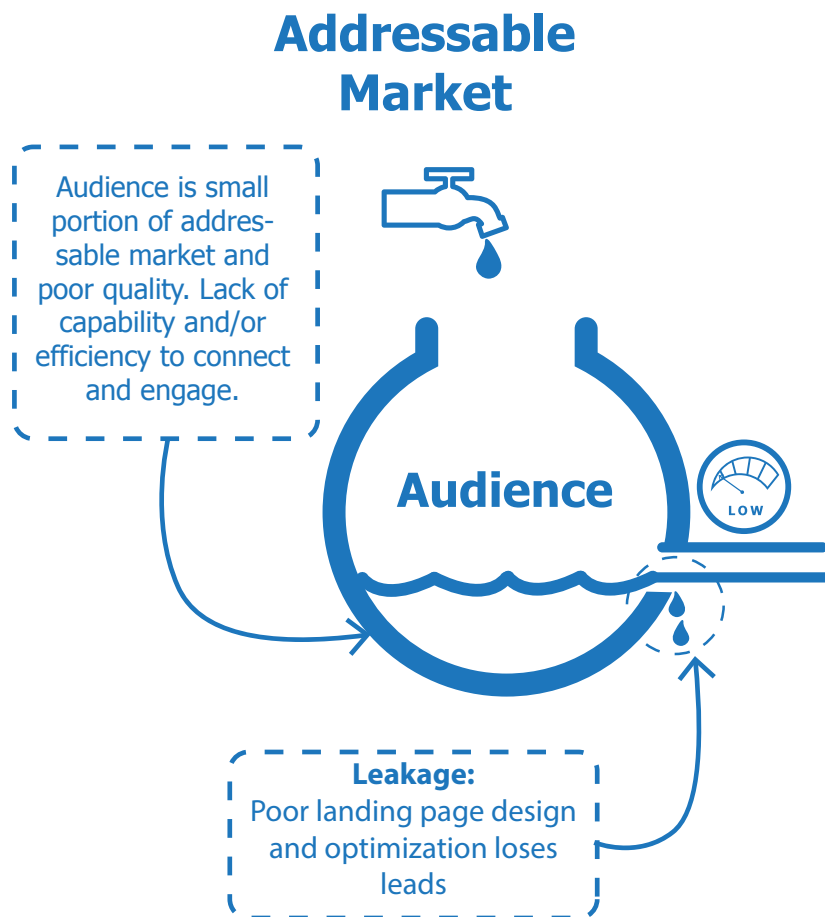 Addressable
Market
Audience is small
portion of addres-
sable market and
poor quality. Lack of
capability and/or
efficiency to connect
and engage.
Audience
LOW
Leakage:
Poor landing page design
and optimization loses
leads